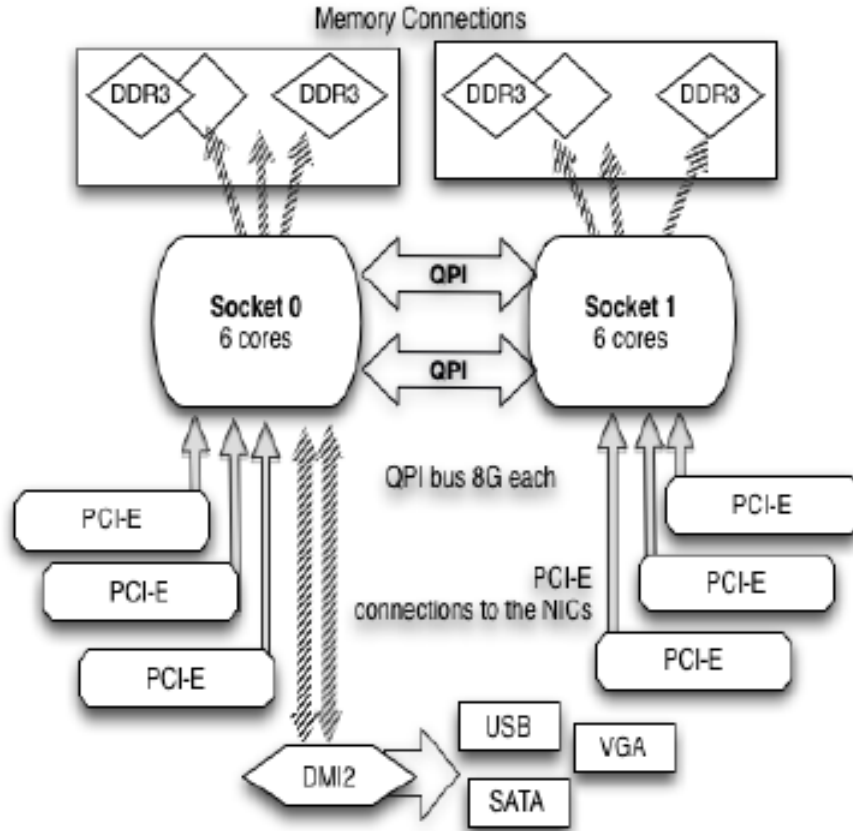 Memory Connections
DDR3
DDR3
DDR3
DDR3
Socket 0
6 cores
QPI
QPI
Socket 1
6 cores
QPI bus 8G each
PCI-E
PCI-E
PCI-E
PCI-E
connections to the NICs
PCI-E
PCI-E
PCI-E
DMI2
USB
VGA
SATA